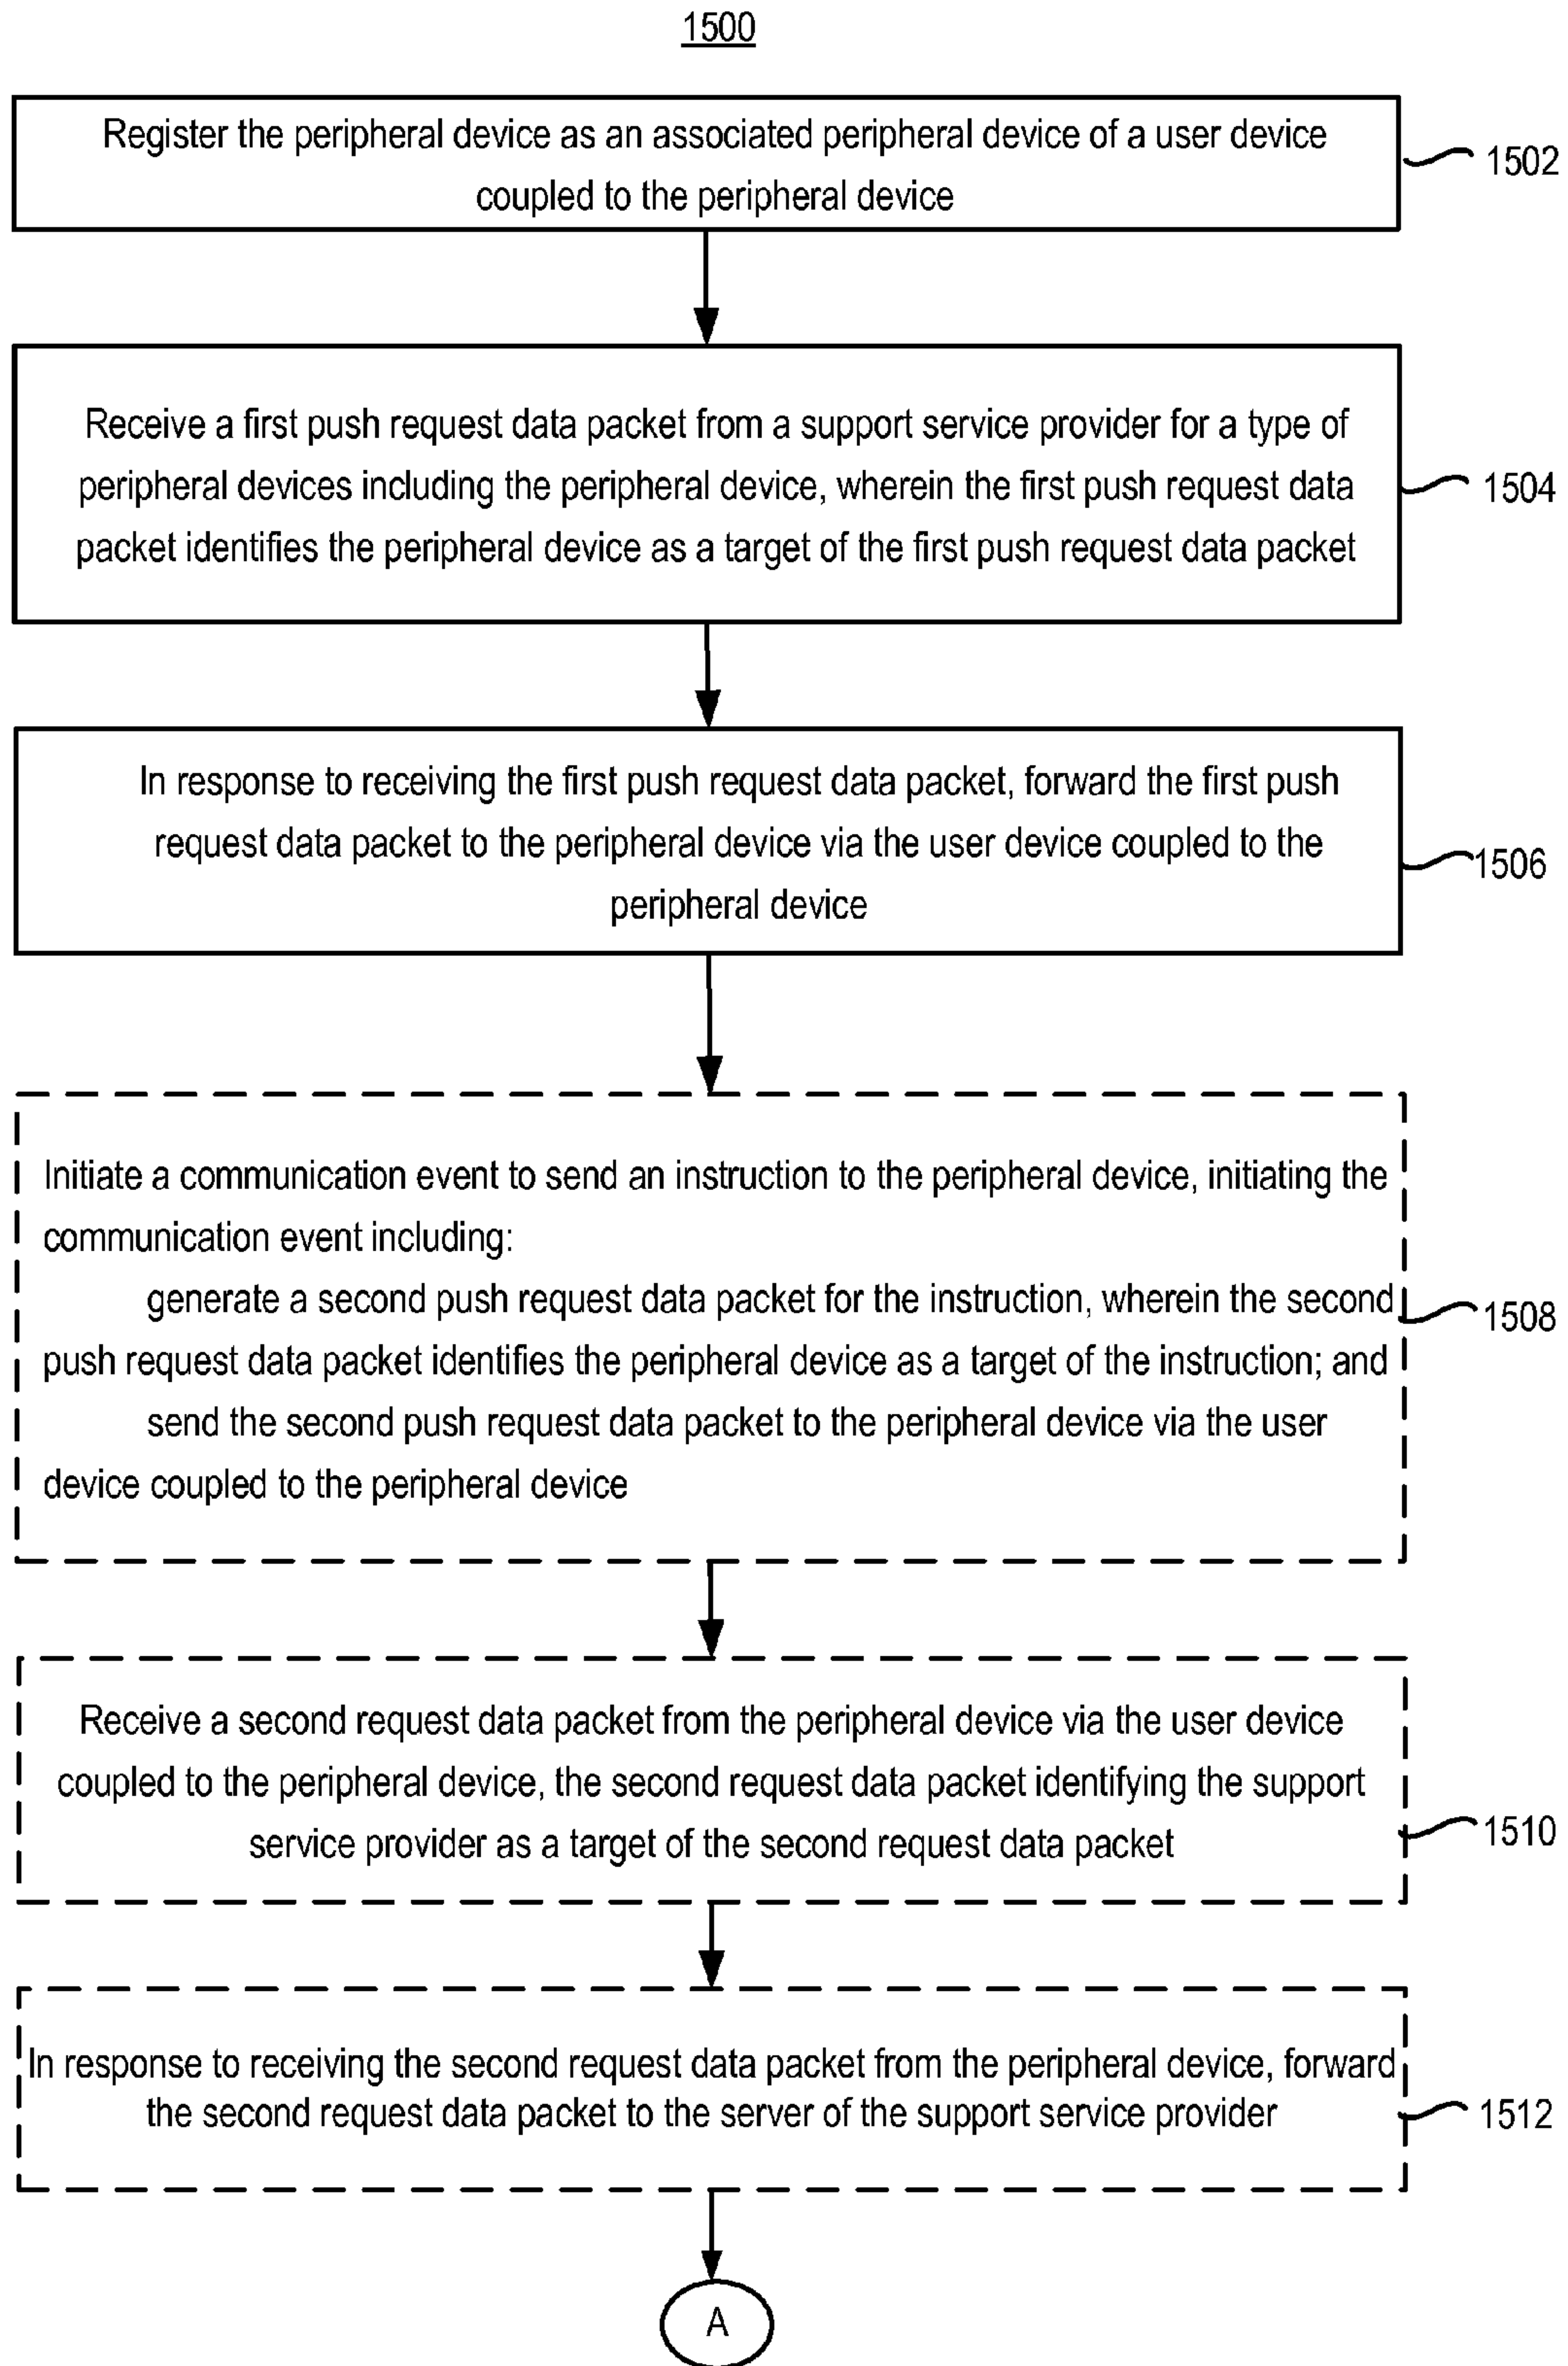 1500
Register the peripheral device as an associated peripheral device of a user device
coupled to the peripheral device
1502
Receive a first push request data packet from a support service provider for a type of
peripheral devices including the peripheral device, wherein the first push request data
packet identifies the peripheral device as a target of the first push request data packet
1504
In response to receiving the first push request data packet, forward the first push
request data packet to the peripheral device via the user device coupled to the
peripheral device
1506
Initiate a communication event to send an instruction to the peripheral device, initiating the
communication event including:
generate a second push request data packet for the instruction, wherein the second
push request data packet identifies the peripheral device as a target of the instruction; and
send the second push request data packet to the peripheral device via the user
device coupled to the peripheral device
1508
Receive a second request data packet from the peripheral device via the user device
coupled to the peripheral device, the second request data packet identifying the support
service provider as a target of the second request data packet
1510
In response to receiving the second request data packet from the peripheral device, forward
the second request data packet to the server of the support service provider
1512
A